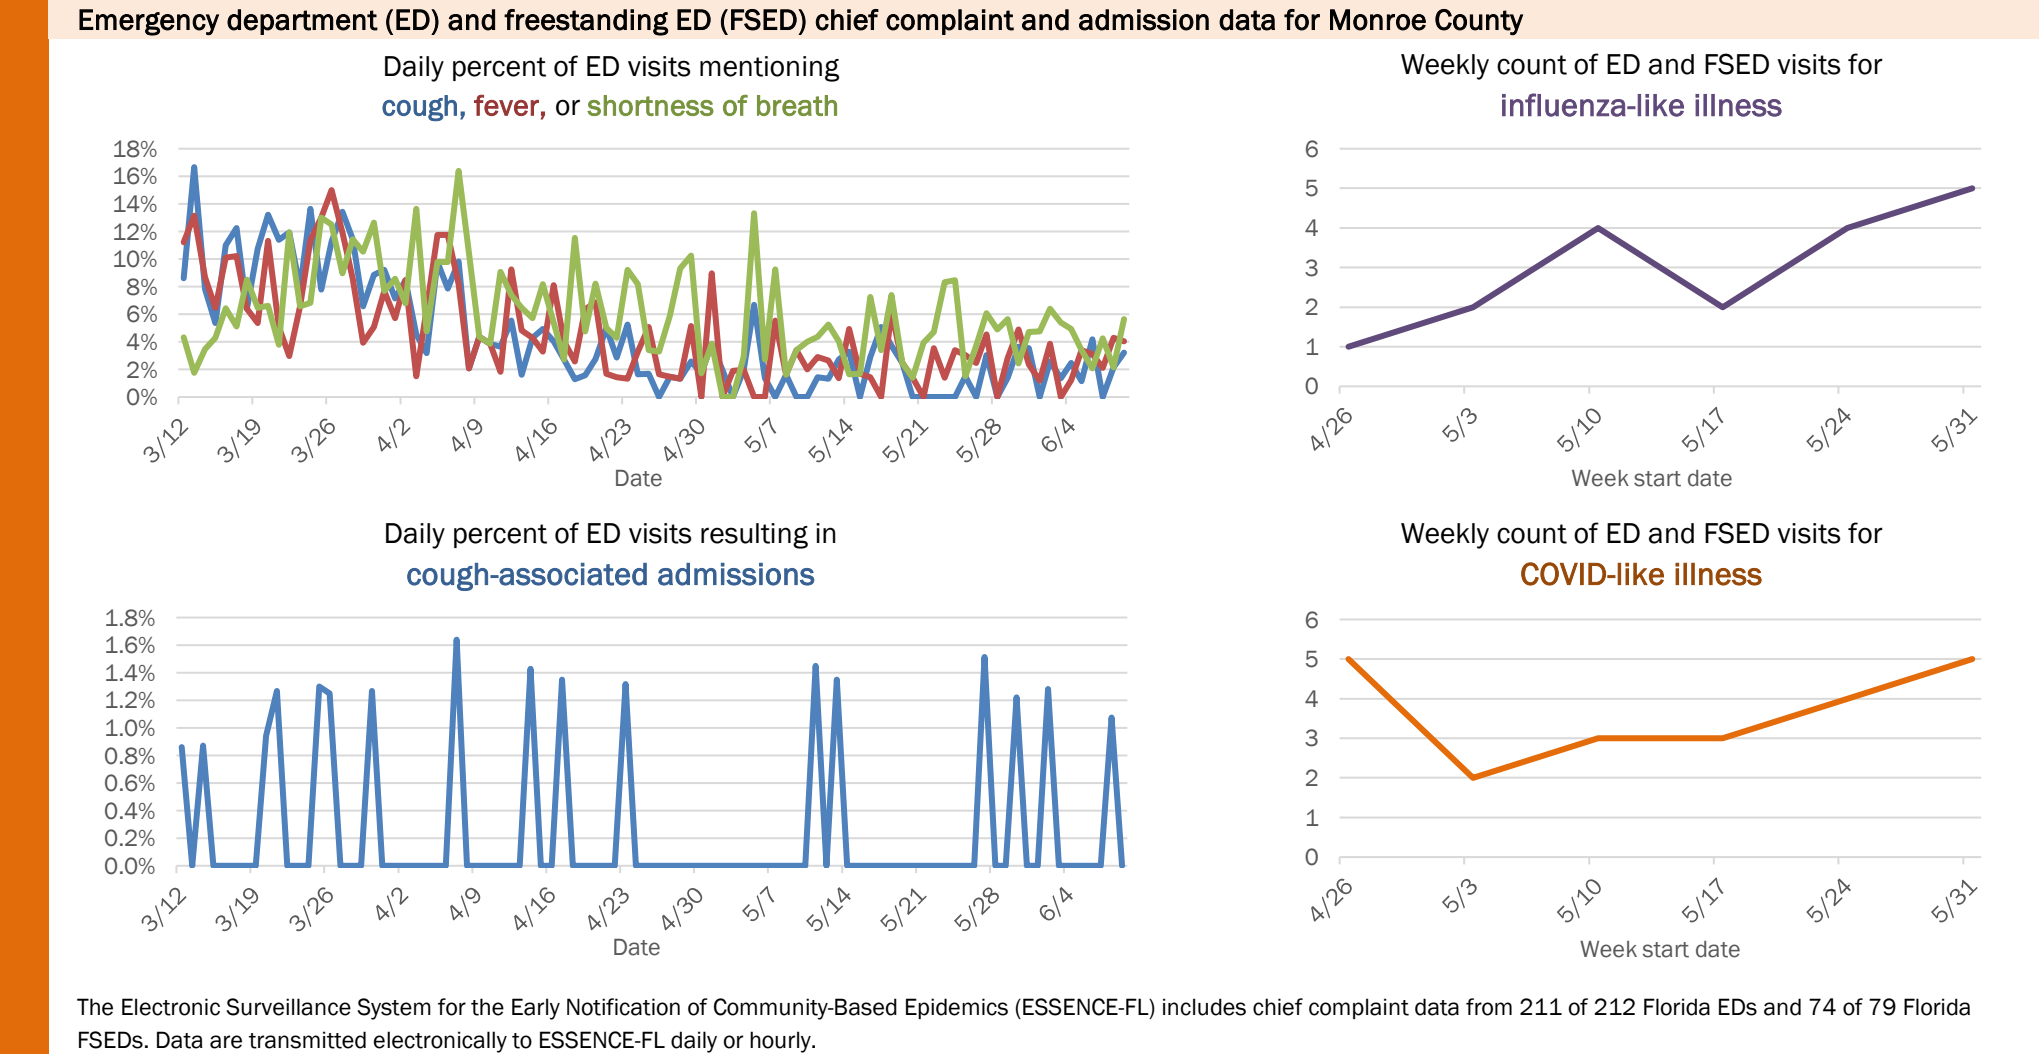 Emergency department (ED) and freestanding ED (FSED) chief complaint and admission data for Monroe County
Daily percent of ED visits mentioning
cough, fever, or shortness of breath
18%
16%
14%
12%
10%
8%
6%
4%
2%
0%
3/12 3/19 3/26 4/2 4/9 4/16 4/23 4/30 5/7 5/14 5/21 5/28 6/4
Date
Weekly count of ED and FSED visits for
influenza-like illness
6
5
4
3
2
1
0
4/26 5/3 5/10 5/17 5/24 5/31
Week start date
Daily percent of ED visits resulting in
cough-associated admissions
1.8%
1.6%
1.4%
1.2%
1.0%
0.8%
0.6%
0.4%
0.2%
0.0%
3/12 3/19 3/26 4/2 4/9 4/16 4/23 4/30 5/7 5/14 5/21 5/28 6/4
Date
Weekly count of ED and FSED visits for
COVID-like illness
6
5
4
3
2
1
0
4/26 5/3 5/10 5/17 5/24 5/31
Week start date
The Electronic Surveillance System for the Early Notification of Community-Based Epidemics (ESSENCE-FL) includes chief complaint data from 211 of 212 Florida EDs and 74 of 79 Florida
FSEDs. Data are transmitted electronically to ESSENCE-FL daily or hourly.